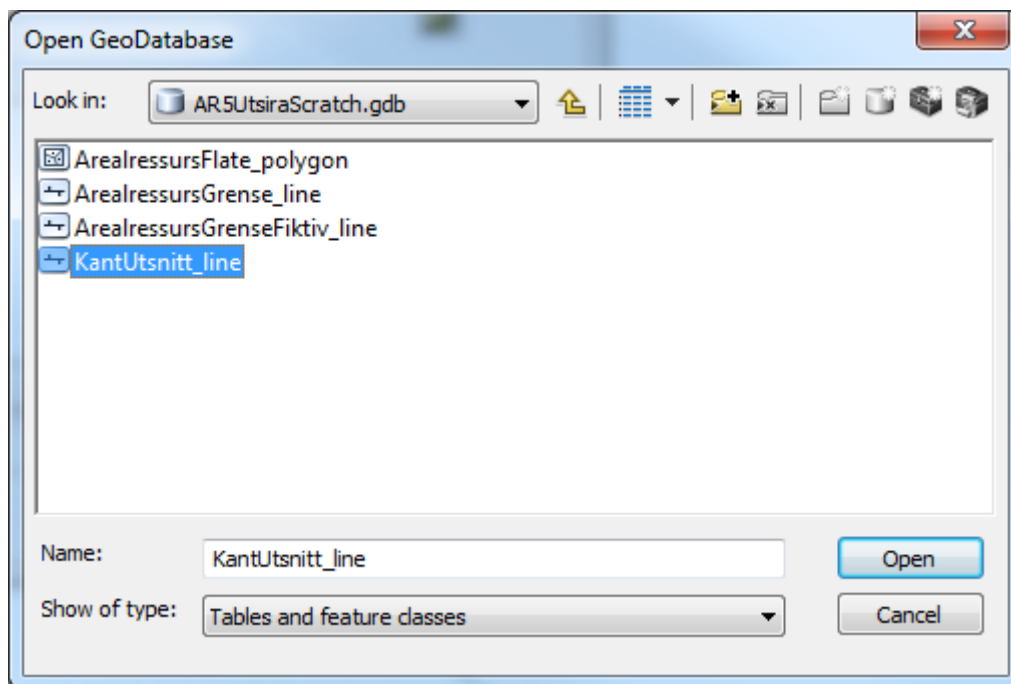 Open GeoDatabase
Look in: AR5UtsiraScratch.gdb
ArealressursFlate_polygon
ArealressursGrense_line
ArealressursGrenseFiktiv_line
KantUtsnitt_line
Name: KantUtsnitt_line Open
Show of type: Tables and feature classes Cancel